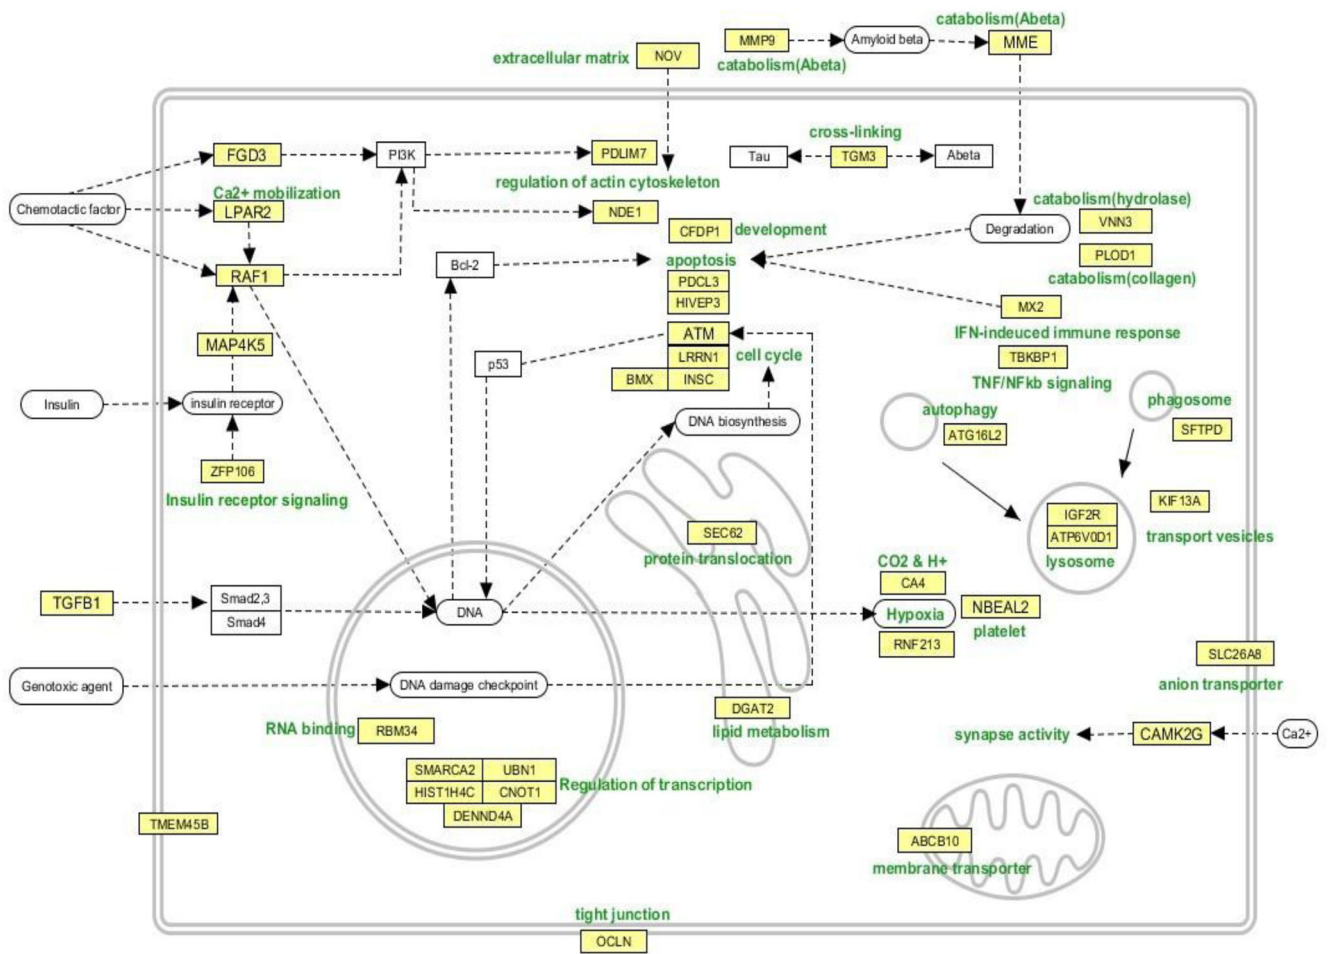 catabolism(Abeta)
MMP9
Amyloid beta
MME
extracellular matrix
NOV
catabolism(Abeta)
cross-linking
FGD3
PI3K
PDLIM7
Tau
TGM3
Abeta
regulation of actin cytoskeleton
Ca2+ mobilization
catabolism(hydrolase)
Chemotactic factor
LPAR2
NDE1
VNN3
CFDP1
development
Degradation
PLOD1
Bcl-2
apoptosis
RAF1
catabolism(collagen)
PDCL3
HIVEP3
MX2
ATM
IFN-indeuced immune response
MAP4K5
LRRN1
cell cycle
TBKBP1
p53
BMX
INSC
TNF/NFkb signaling
Insulin
insulin receptor
phagosome
autophagy
DNA biosynthesis
ATG16L2
SFTPD
ZFP106
Insulin receptor signaling
KIF13A
IGF2R
SEC62
ATP6V0D1
transport vesicles
protein translocation
CO2 & H+
lysosome
CA4
TGFB1
Smad2,3
Smad4
DNA
Hypoxia
NBEAL2
platelet
RNF213
SLC26A8
Genotoxic agent
DNA damage checkpoint
anion transporter
DGAT2
RNA binding
RBM34
lipid metabolism
synapse activity
CAMK2G
Ca2+
SMARCA2
UBN1
HIST1H4C
CNOT1
Regulation of transcription
DENND4A
TMEM45B
ABCB10
membrane transporter
tight junction
OCLN